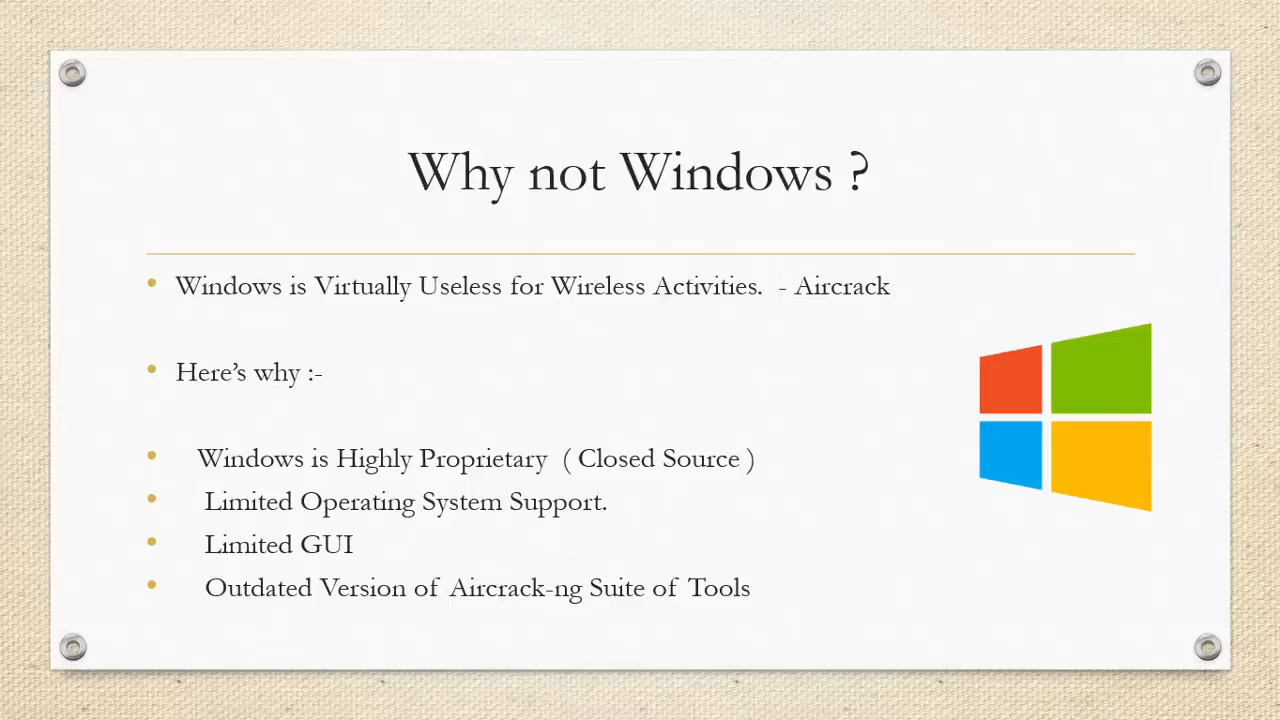 Why not Windows ?
• Windows is Virtually Useless for Wireless Activities.  - Aircrack
• Here’s why :-
• Windows is Highly Proprietary  ( Closed Source )
• Limited Operating System Support.
• Limited GUI
• Outdated Version of Aircrack-ng Suite of Tools